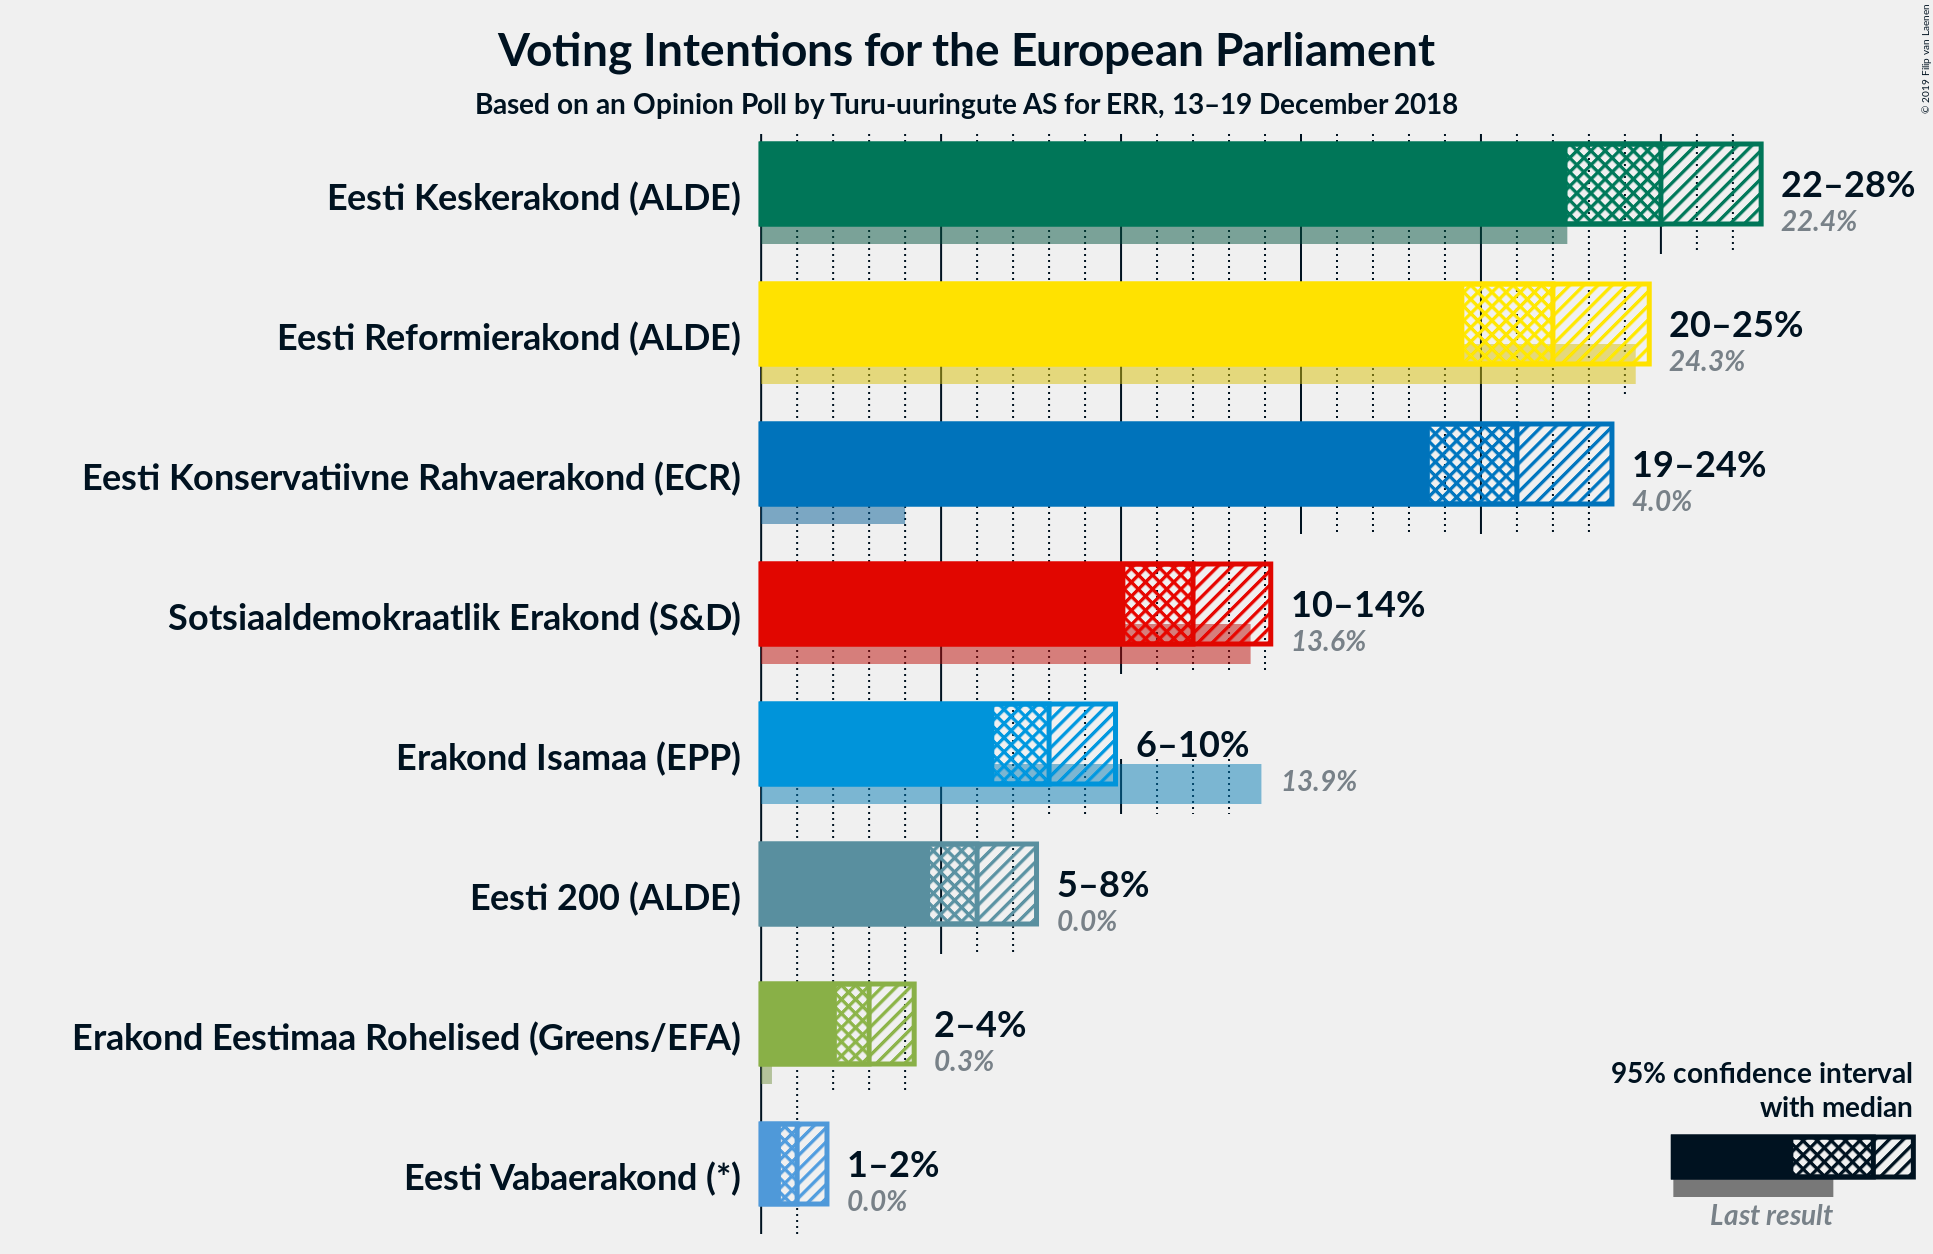 Voting Intentions for the European Parliament
Based on an Opinion Poll by Turu-uuringute AS for ERR, 13–19 December 2018
© 2019 Filip van Laenen
Eesti Keskerakond (ALDE)
22–28%
22.4%
Eesti Reformierakond (ALDE)
20–25%
24.3%
Eesti Konservatiivne Rahvaerakond (ECR)
19–24%
4.0%
Sotsiaaldemokraatlik Erakond (S&D)
10–14%
13.6%
Erakond Isamaa (EPP)
6–10%
13.9%
Eesti 200 (ALDE)
5–8%
0.0%
Erakond Eestimaa Rohelised (Greens/EFA)
2–4%
0.3%
Eesti Vabaerakond (*)
1–2%
0.0%
95% confidence interval
with median
Last result